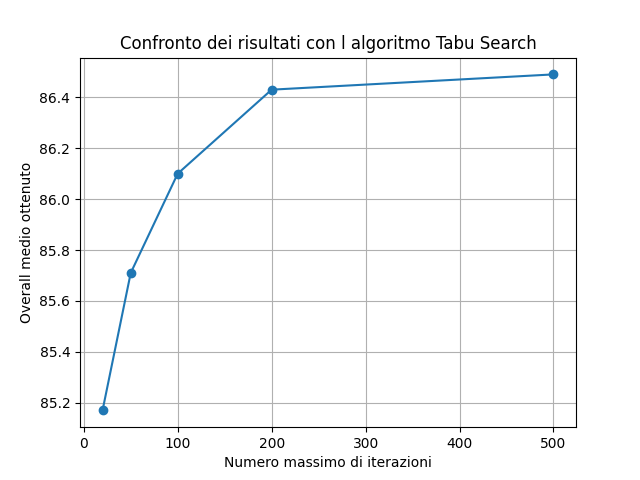 Confronto dei risultati con l algoritmo Tabu Search
Overall medio ottenuto
86.4
86.2
86.0
85.8
85.6
85.4
85.2
0 100 200 300 400 500
Numero massimo di iterazioni